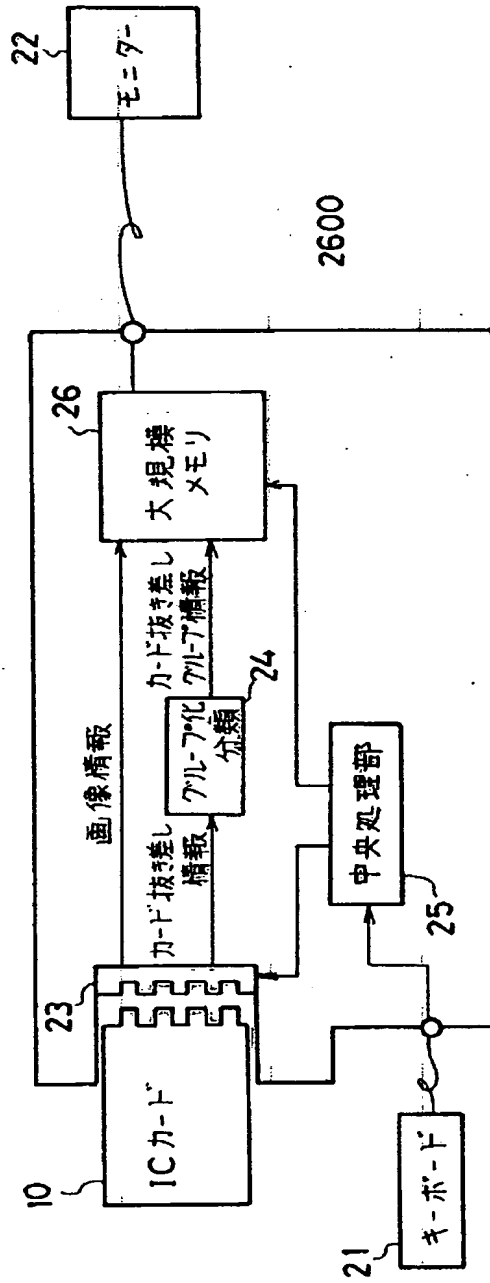 22
モニター
2600
26
大規模
メモリ
画像情報
カード抜き差し
グループ情報
24
グループ化
分類
カード抜き差し
情報
23
10
ICカード
中央処理部
25
21
キーボード